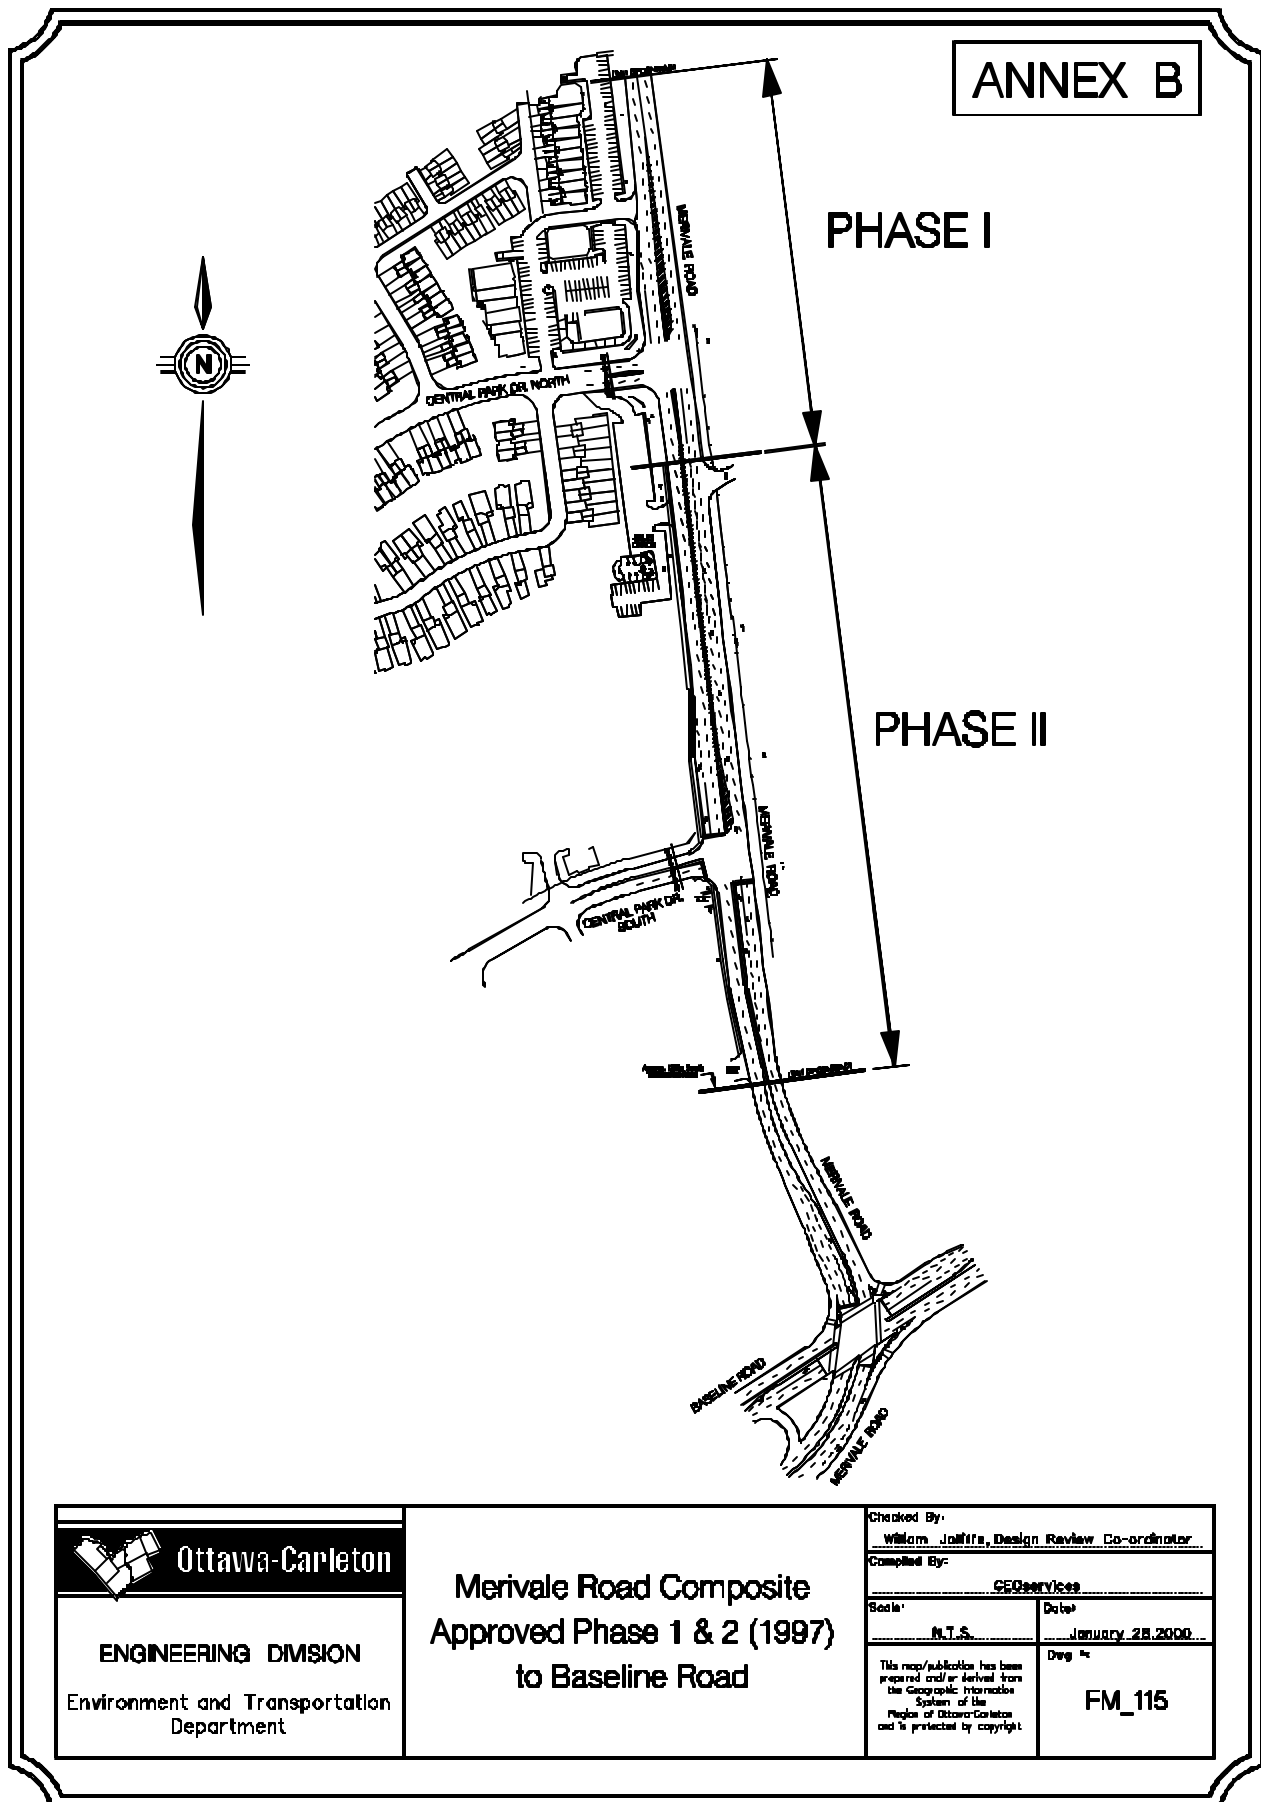 ANNEX B
PHASE I
MERIVALE ROAD
N
CENTRAL PARK DR. NORTH
PHASE II
MERIVALE ROAD
CENTRAL PARK DR.
SOUTH
MERIVALE ROAD
BASELINE ROAD
MERIVALE ROAD
Ottawa-Carleton
ENGINEERING DIVISION
Environment and Transportation
Department
Merivale Road Composite
Approved Phase 1 & 2 (1997)
to Baseline Road
Checked By:
William Jolliffe, Design Review Co-ordinator
Compiled By:
GEOservices
Scale:
N.T.S.
Date:
January 28,2000
This map/publication has been
prepared and/or derived from
the Geographic Information
System of the
Region of Ottawa-Carleton
and is protected by copyright
Dwg №
FM_115